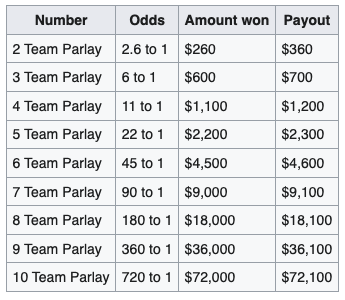 Number Odds Amount won Payout
2 Team Parlay 2.6 to 1 $260 $360
3 Team Parlay 6 to 1 $600 $700
4 Team Parlay 11 to 1 $1,100 $1,200
5 Team Parlay 22 to 1 $2,200 $2,300
6 Team Parlay 45 to 1 $4,500 $4,600
7 Team Parlay 90 to 1 $9,000 $9,100
8 Team Parlay 180 to 1 $18,000 $18,100
9 Team Parlay 360 to 1 $36,000 $36,100
10 Team Parlay 720 to 1 $72,000 $72,100